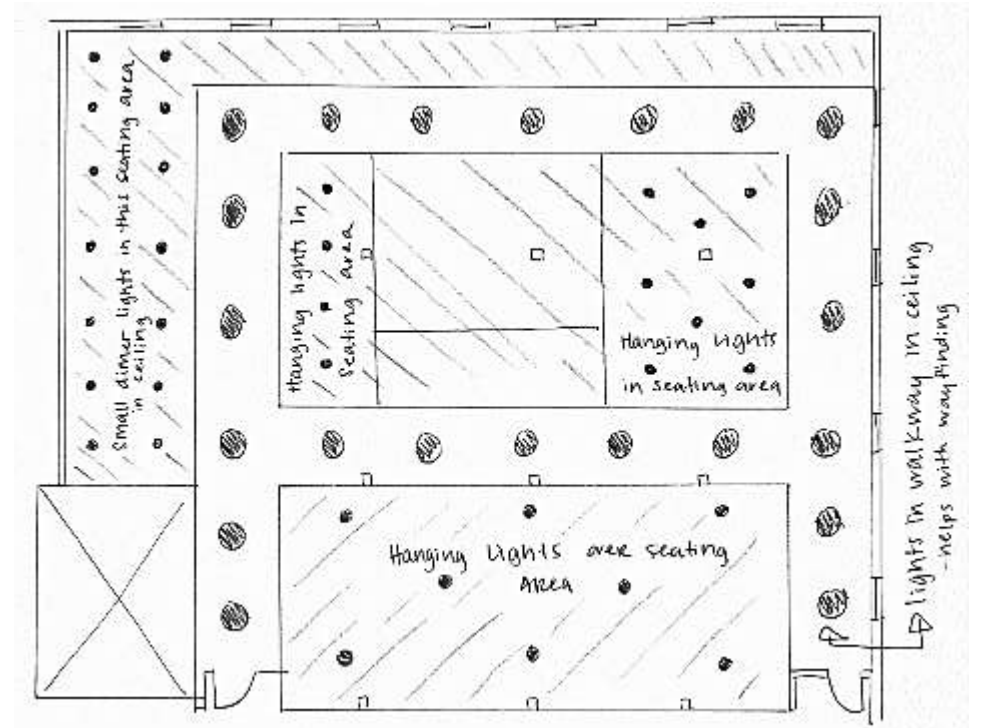 Small dimer lights in this seating area
in ceiling
Hanging lights In
Seating area
Hanging Lights
in seating area
Hanging Lights over seating
Area
lights in walkway in ceiling
-helps with wayfinding